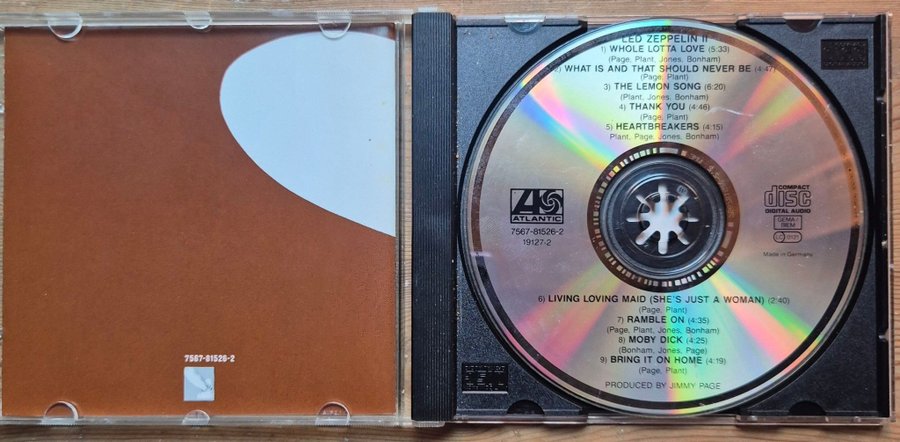 LED ZEPPELIN II
1) WHOLE LOTTA LOVE (5:33)
(Page, Plant, Jones, Bonham)
2) WHAT IS AND THAT SHOULD NEVER BE (4:47)
(Page, Plant)
3) THE LEMON SONG (6:20)
(Plant, Jones, Bonham)
4) THANK YOU (4:46)
(Page, Plant)
5) HEARTBREAKERS (4:15)
Plant, Page, Jones, Bonham)
ATLANTIC
7567-81526-2
19127-2
COMPACT
disc
DIGITAL AUDIO
GEMA/
BIEM
Made in Germany
6) LIVING LOVING MAID (SHE'S JUST A WOMAN) (2:40)
(Page, Plant)
7) RAMBLE ON (4:35)
(Page, Plant, Jones, Bonham)
8) MOBY DICK (4:25)
(Bonham, Jones, Page)
9) BRING IT ON HOME (4:19)
(Page, Plant)
PRODUCED BY JIMMY PAGE
7567-81526-2